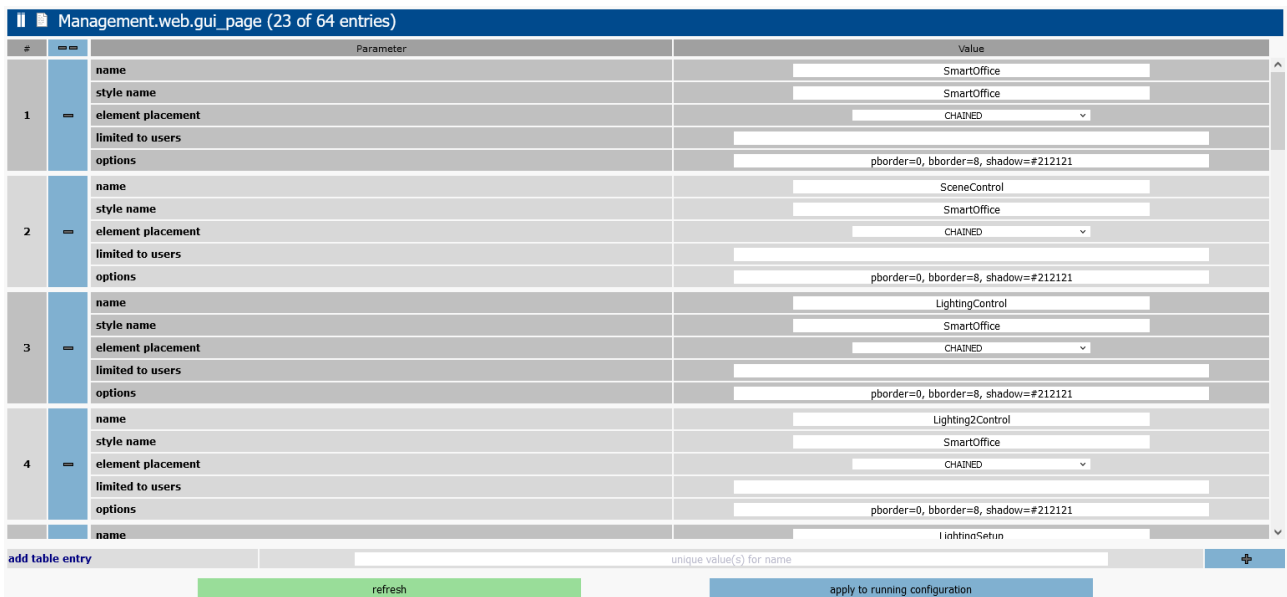 Management.web.gui_page (23 of 64 entries)
# Parameter Value
name SmartOffice
style name SmartOffice
1 element placement CHAINED
limited to users
options pborder=0, bborder=8, shadow=#212121
name SceneControl
style name SmartOffice
2 element placement CHAINED
limited to users
options pborder=0, bborder=8, shadow=#212121
name LightingControl
style name SmartOffice
3 element placement CHAINED
limited to users
options pborder=0, bborder=8, shadow=#212121
name Lighting2Control
style name SmartOffice
4 element placement CHAINED
limited to users
options pborder=0, bborder=8, shadow=#212121
name LightingSetup
add table entry unique value(s) for name
refresh apply to running configuration